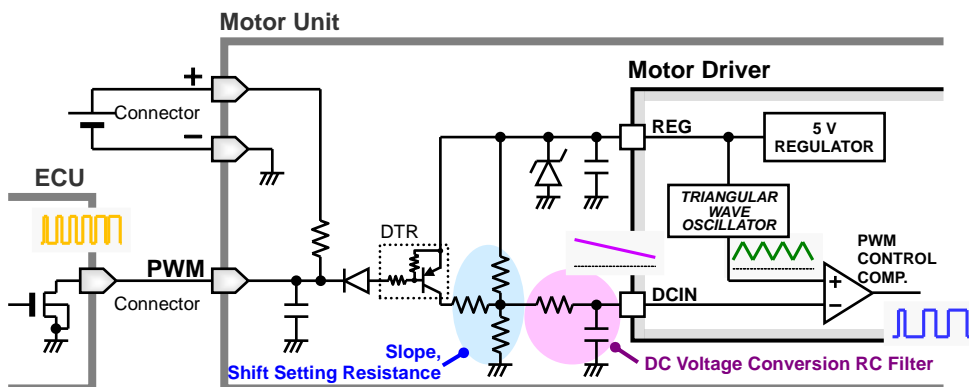 Motor Unit
+
Connector
−
Motor Driver
REG
5 V
REGULATOR
ECU
TRIANGULAR
WAVE
OSCILLATOR
DTR
PWM
CONTROL
COMP.
PWM
Connector
+
−
DCIN
Slope,
Shift Setting Resistance
DC Voltage Conversion RC Filter